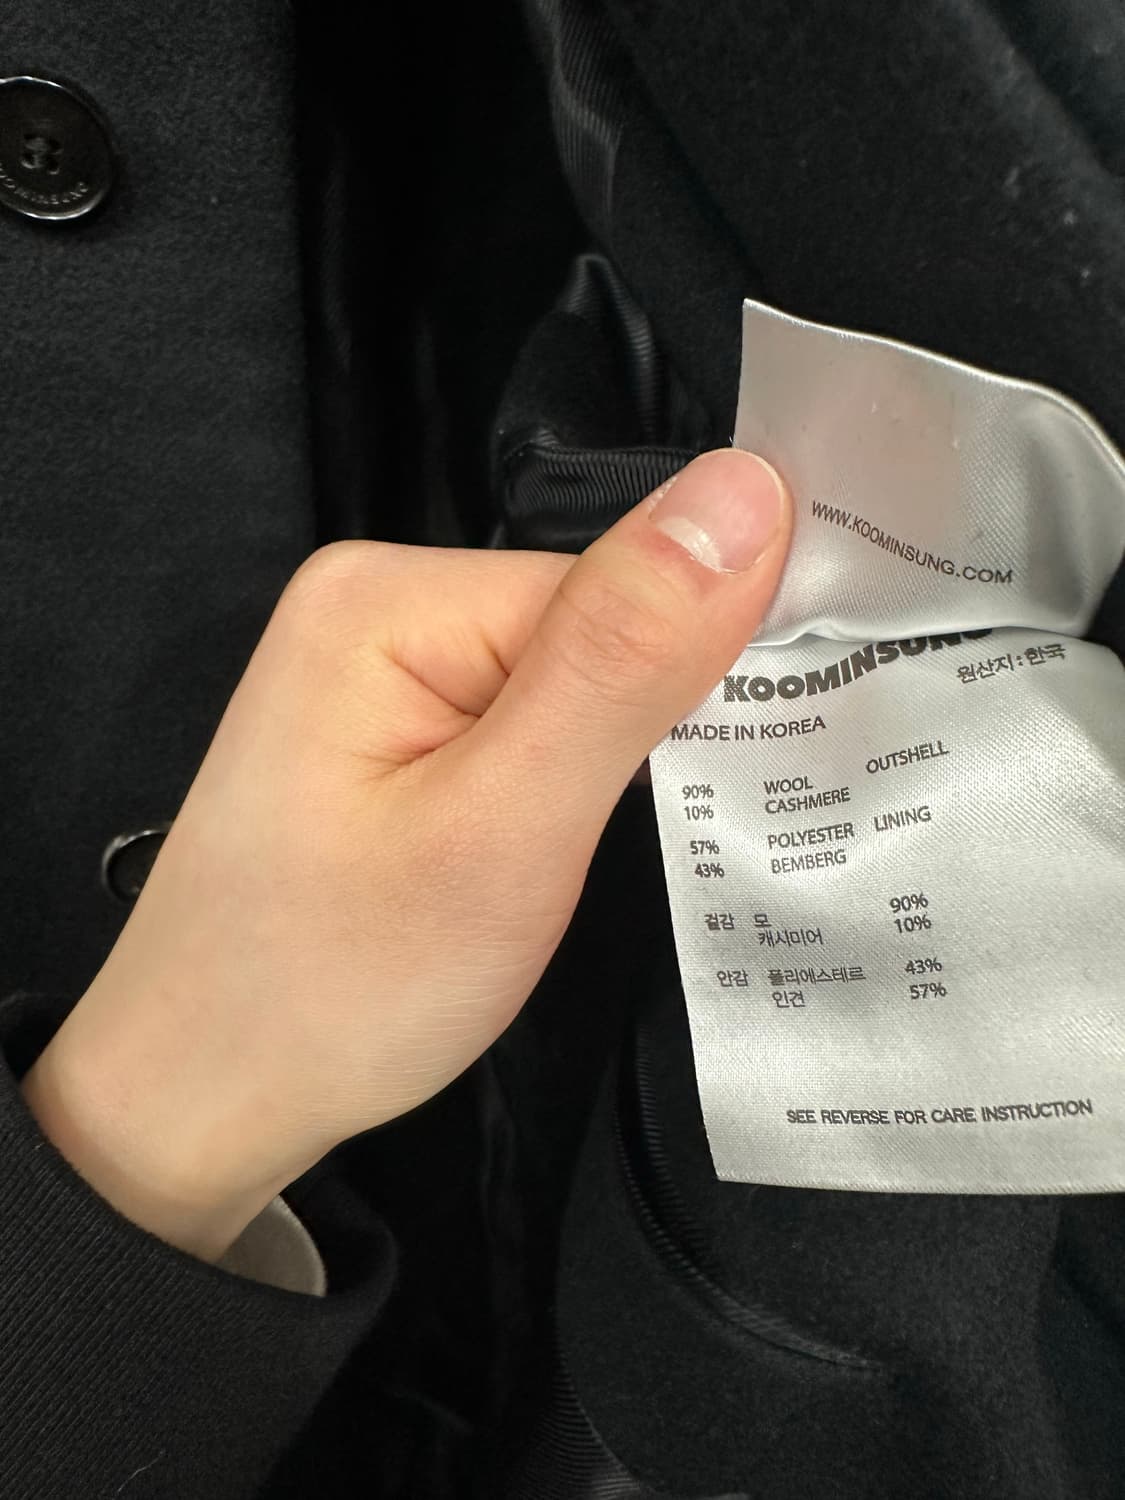 WWW.KOOMINSUNG.COM
KOOMINSUNG
원산지:한국
MADE IN KOREA
OUTSHELL
90% WOOL
10% CASHMERE
57% POLYESTER LINING
43% BEMBERG
겉감 모 90%
캐시미어 10%
안감 폴리에스테르 43%
인견 57%
SEE REVERSE FOR CARE INSTRUCTION